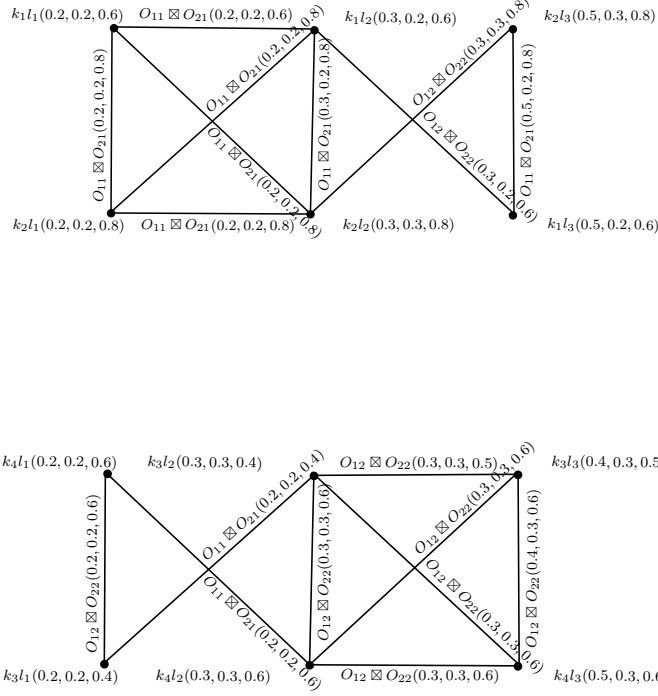 k₁l₁(0.2, 0.2, 0.6)
O₁₁ ⊠ O₂₁(0.2, 0.2, 0.6)
k₁l₂(0.3, 0.2, 0.6)
k₂l₃(0.5, 0.3, 0.8)
O₁₁ ⊠ O₂₁(0.2, 0.2, 0.8)
O₁₁ ⊠ O₂₁(0.2, 0.2, 0.8)
O₁₁ ⊠ O₂₁(0.2, 0.2, 0.8)
O₁₁ ⊠ O₂₁(0.3, 0.2, 0.8)
O₁₂ ⊠ O₂₂(0.3, 0.3, 0.8)
O₁₂ ⊠ O₂₂(0.3, 0.2, 0.6)
O₁₁ ⊠ O₂₁(0.5, 0.2, 0.8)
k₂l₁(0.2, 0.2, 0.8)
O₁₁ ⊠ O₂₁(0.2, 0.2, 0.8)
k₂l₂(0.3, 0.3, 0.8)
k₁l₃(0.5, 0.2, 0.6)
k₄l₁(0.2, 0.2, 0.6)
k₃l₂(0.3, 0.3, 0.4)
O₁₂ ⊠ O₂₂(0.3, 0.3, 0.5)
k₃l₃(0.4, 0.3, 0.5
O₁₂ ⊠ O₂₂(0.2, 0.2, 0.6)
O₁₁ ⊠ O₂₁(0.2, 0.2, 0.4)
O₁₁ ⊠ O₂₁(0.2, 0.2, 0.6)
O₁₂ ⊠ O₂₂(0.3, 0.3, 0.6)
O₁₂ ⊠ O₂₂(0.3, 0.3, 0.6)
O₁₂ ⊠ O₂₂(0.3, 0.3, 0.6)
O₁₂ ⊠ O₂₂(0.4, 0.3, 0.6)
k₃l₁(0.2, 0.2, 0.4)
k₄l₂(0.3, 0.3, 0.6)
O₁₂ ⊠ O₂₂(0.3, 0.3, 0.6)
k₄l₃(0.5, 0.3, 0.6